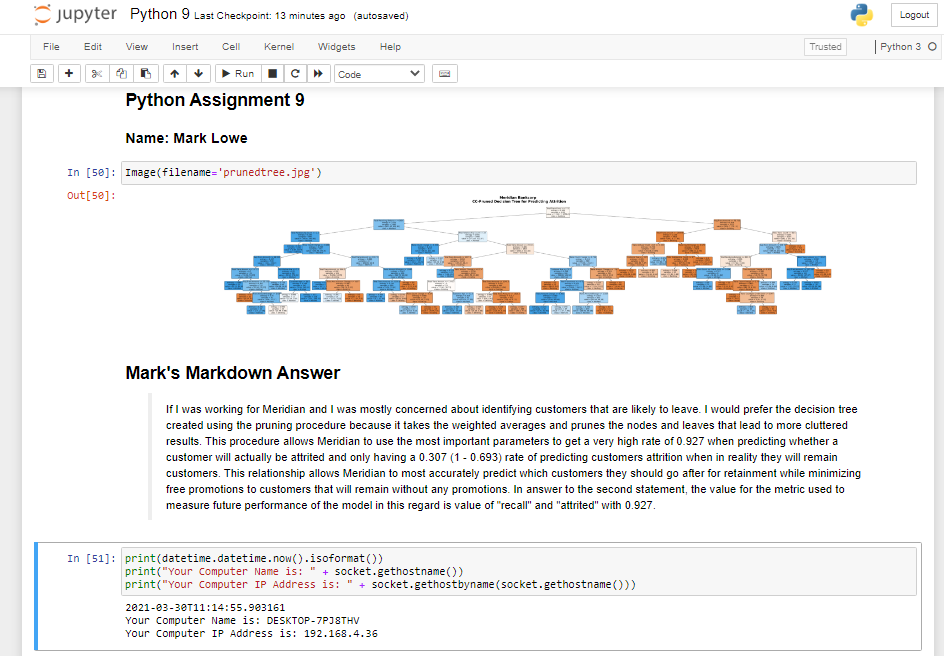 jupyter Python 9 Last Checkpoint: 13 minutes ago (autosaved)
Logout
File Edit View Insert Cell Kernel Widgets Help
Trusted Python 3
Run Code
Python Assignment 9
Name: Mark Lowe
In [50]: Image(filename='prunedtree.jpg')
Out[50]:
Meridian Bankcorp
CC-Pruned Decision Tree for Predicting Attrition
Mark's Markdown Answer
If I was working for Meridian and I was mostly concerned about identifying customers that are likely to leave. I would prefer the decision tree
created using the pruning procedure because it takes the weighted averages and prunes the nodes and leaves that lead to more cluttered
results. This procedure allows Meridian to use the most important parameters to get a very high rate of 0.927 when predicting whether a
customer will actually be attrited and only having a 0.307 (1 - 0.693) rate of predicting customers attrition when in reality they will remain
customers. This relationship allows Meridian to most accurately predict which customers they should go after for retainment while minimizing
free promotions to customers that will remain without any promotions. In answer to the second statement, the value for the metric used to
measure future performance of the model in this regard is value of "recall" and "attrited" with 0.927.
In [51]: print(datetime.datetime.now().isoformat())
print("Your Computer Name is: " + socket.gethostname())
print("Your Computer IP Address is: " + socket.gethostbyname(socket.gethostname()))
2021-03-30T11:14:55.903161
Your Computer Name is: DESKTOP-7PJ8THV
Your Computer IP Address is: 192.168.4.36